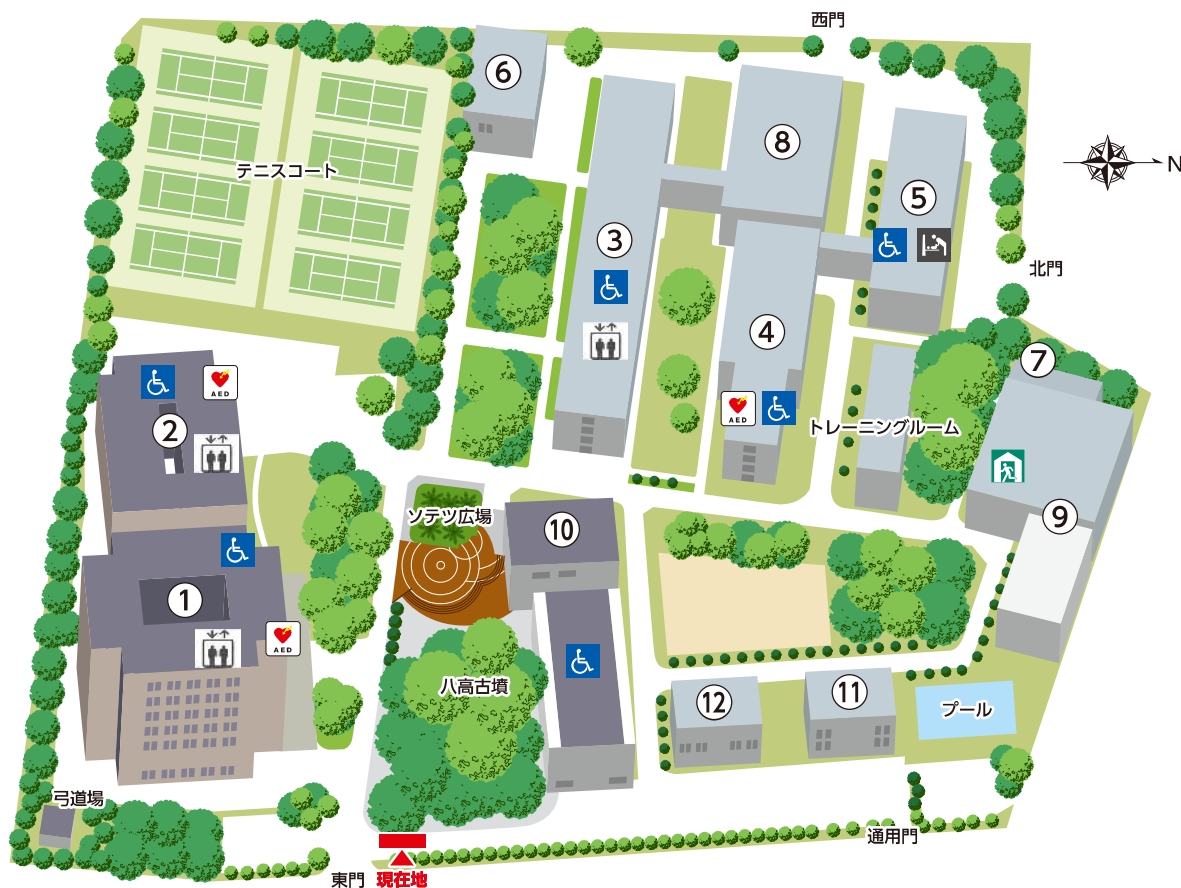 西門
⑥
⑧
テニスコート
N
⑤
③
北門
④
⑦
AED
AED
②
トレーニングルーム
ソテツ広場
⑩
⑨
①
AED
八高古墳
⑫
⑪
プール
弓道場
通用門
東門
現在地